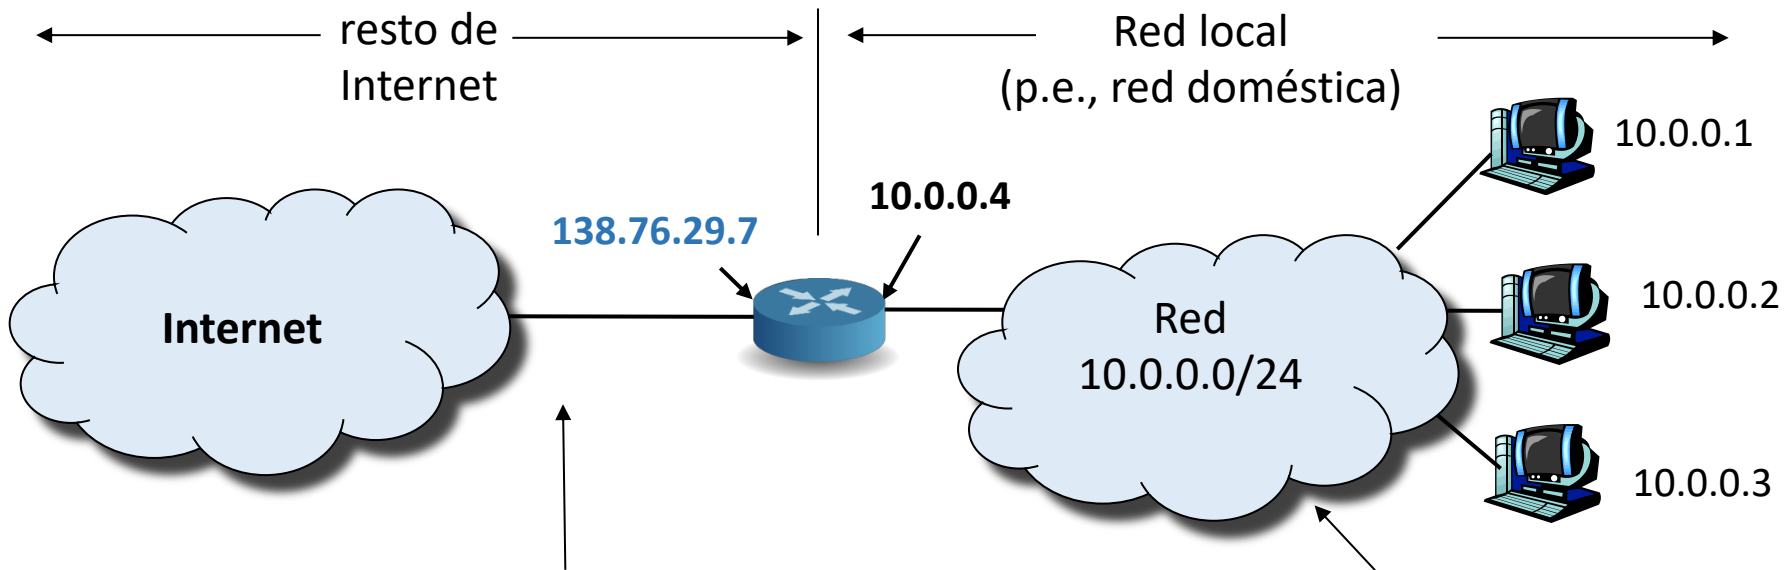 resto de
Internet
Red local
(p.e., red doméstica)
10.0.0.1
10.0.0.4
138.76.29.7
10.0.0.2
Internet
Red
10.0.0.0/24
10.0.0.3